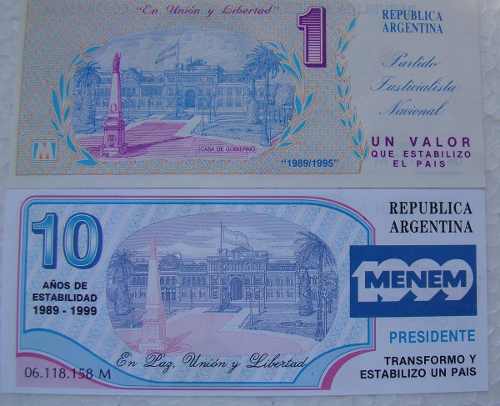 "En Unión y Libertad"
1
REPUBLICA
ARGENTINA
Partido
Justicialista
Nacional
UN VALOR
QUE ESTABILIZO
EL PAIS
CASA DE GOBIERNO
"1989/1995"
10
AÑOS DE
ESTABILIDAD
1989 - 1999
06.118.158 M
En Paz, Unión y Libertad
REPUBLICA
ARGENTINA
1999
MENEM
PRESIDENTE
TRANSFORMO Y
ESTABILIZO UN PAIS